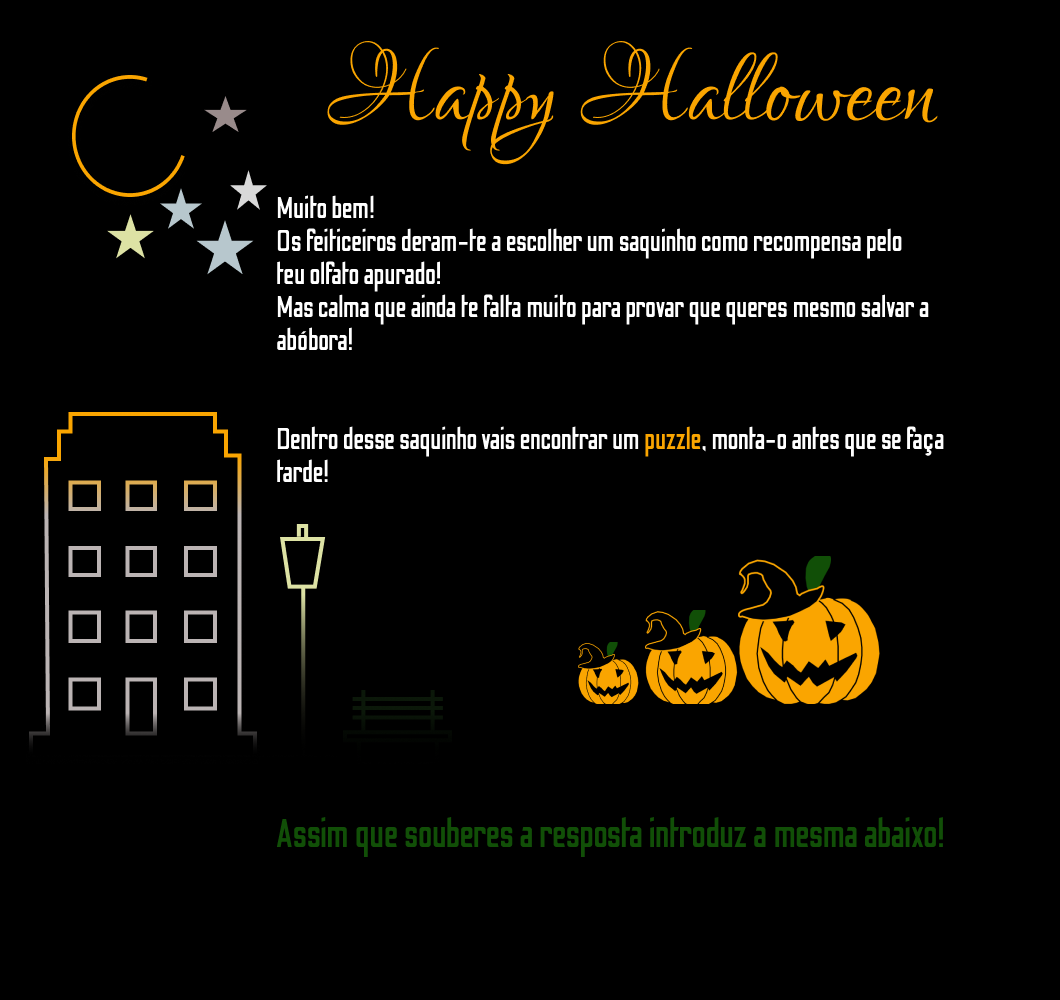 Happy Halloween
Muito bem!
Os feiticeiros deram-te a escolher um saquinho como recompensa pelo
teu olfato apurado!
Mas calma que ainda te falta muito para provar que queres mesmo salvar a
abóbora!
Dentro desse saquinho vais encontrar um puzzle, monta-o antes que se faça
tarde!
Assim que souberes a resposta introduz a mesma abaixo!